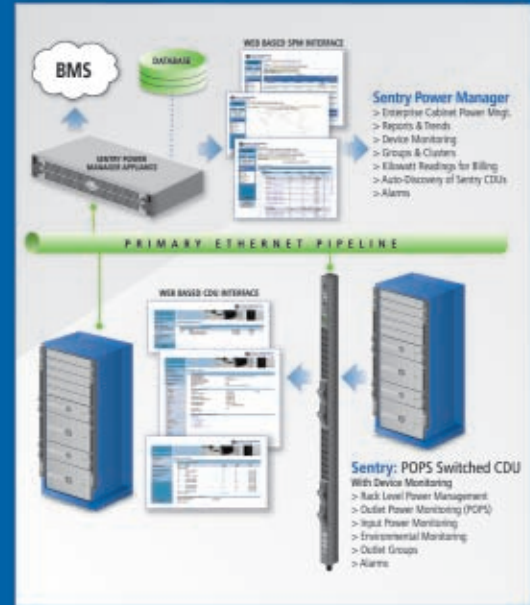 WEB BASED SPM INTERFACE
DATABASE
BMS
SENTRY POWER
MANAGER APPLIANCE
Sentry Power Manager
> Enterprise Cabinet Power Mngt.
> Reports & Trends
> Device Monitoring
> Groups & Clusters
> Kilowatt Readings for Billing
> Auto-Discovery of Sentry CDUs
> Alarms
PRIMARY ETHERNET PIPELINE
WEB BASED CDU INTERFACE
Sentry: POPS Switched CDU
With Device Monitoring
> Rack Level Power Management
> Outlet Power Monitoring (POPS)
> Input Power Monitoring
> Environmental Monitoring
> Outlet Groups
> Alarms